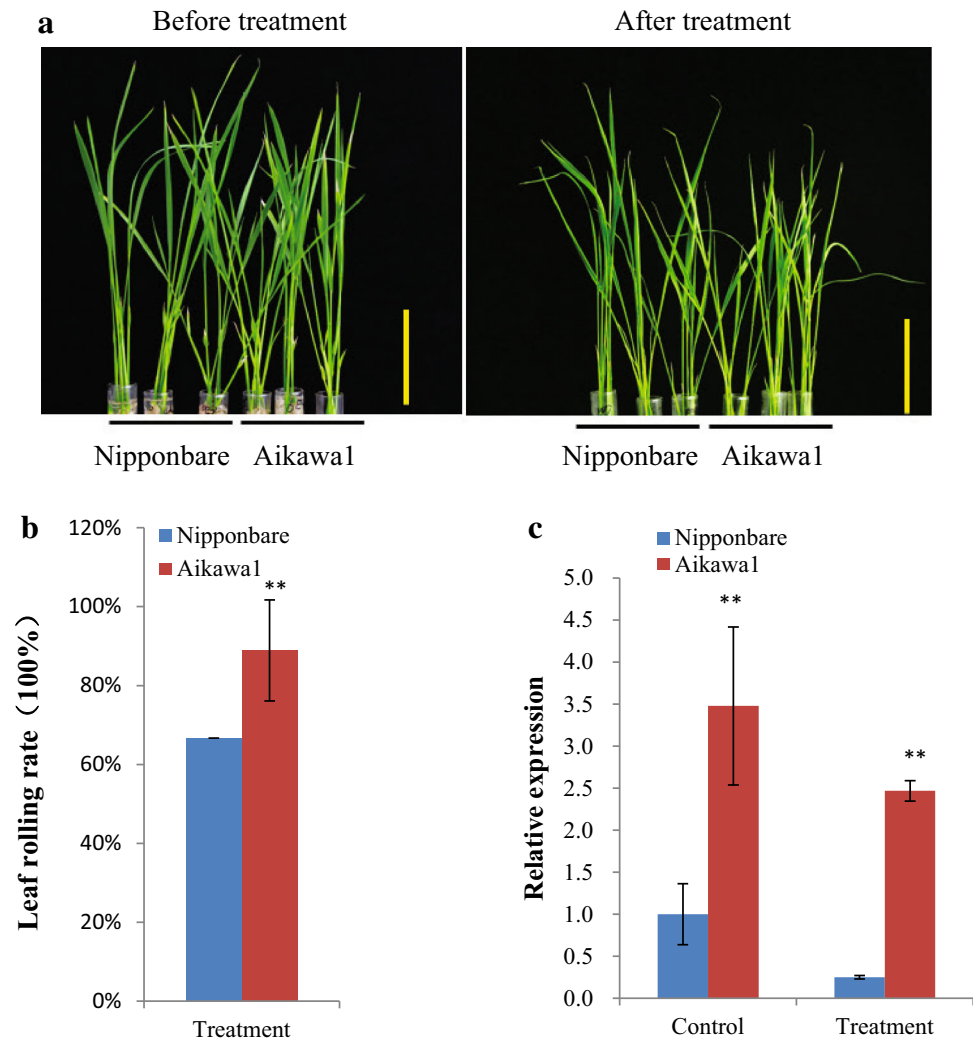 a
Before treatment
After treatment
Nipponbare
Aikawa1
Nipponbare
Aikawa1
b
Nipponbare
Aikawa1
Leaf rolling rate（100%）
120%
100%
80%
60%
40%
20%
0%
**
Treatment
c
Nipponbare
Aikawa1
Relative expression
5.0
4.5
4.0
3.5
3.0
2.5
2.0
1.5
1.0
0.5
0.0
**
**
Control
Treatment